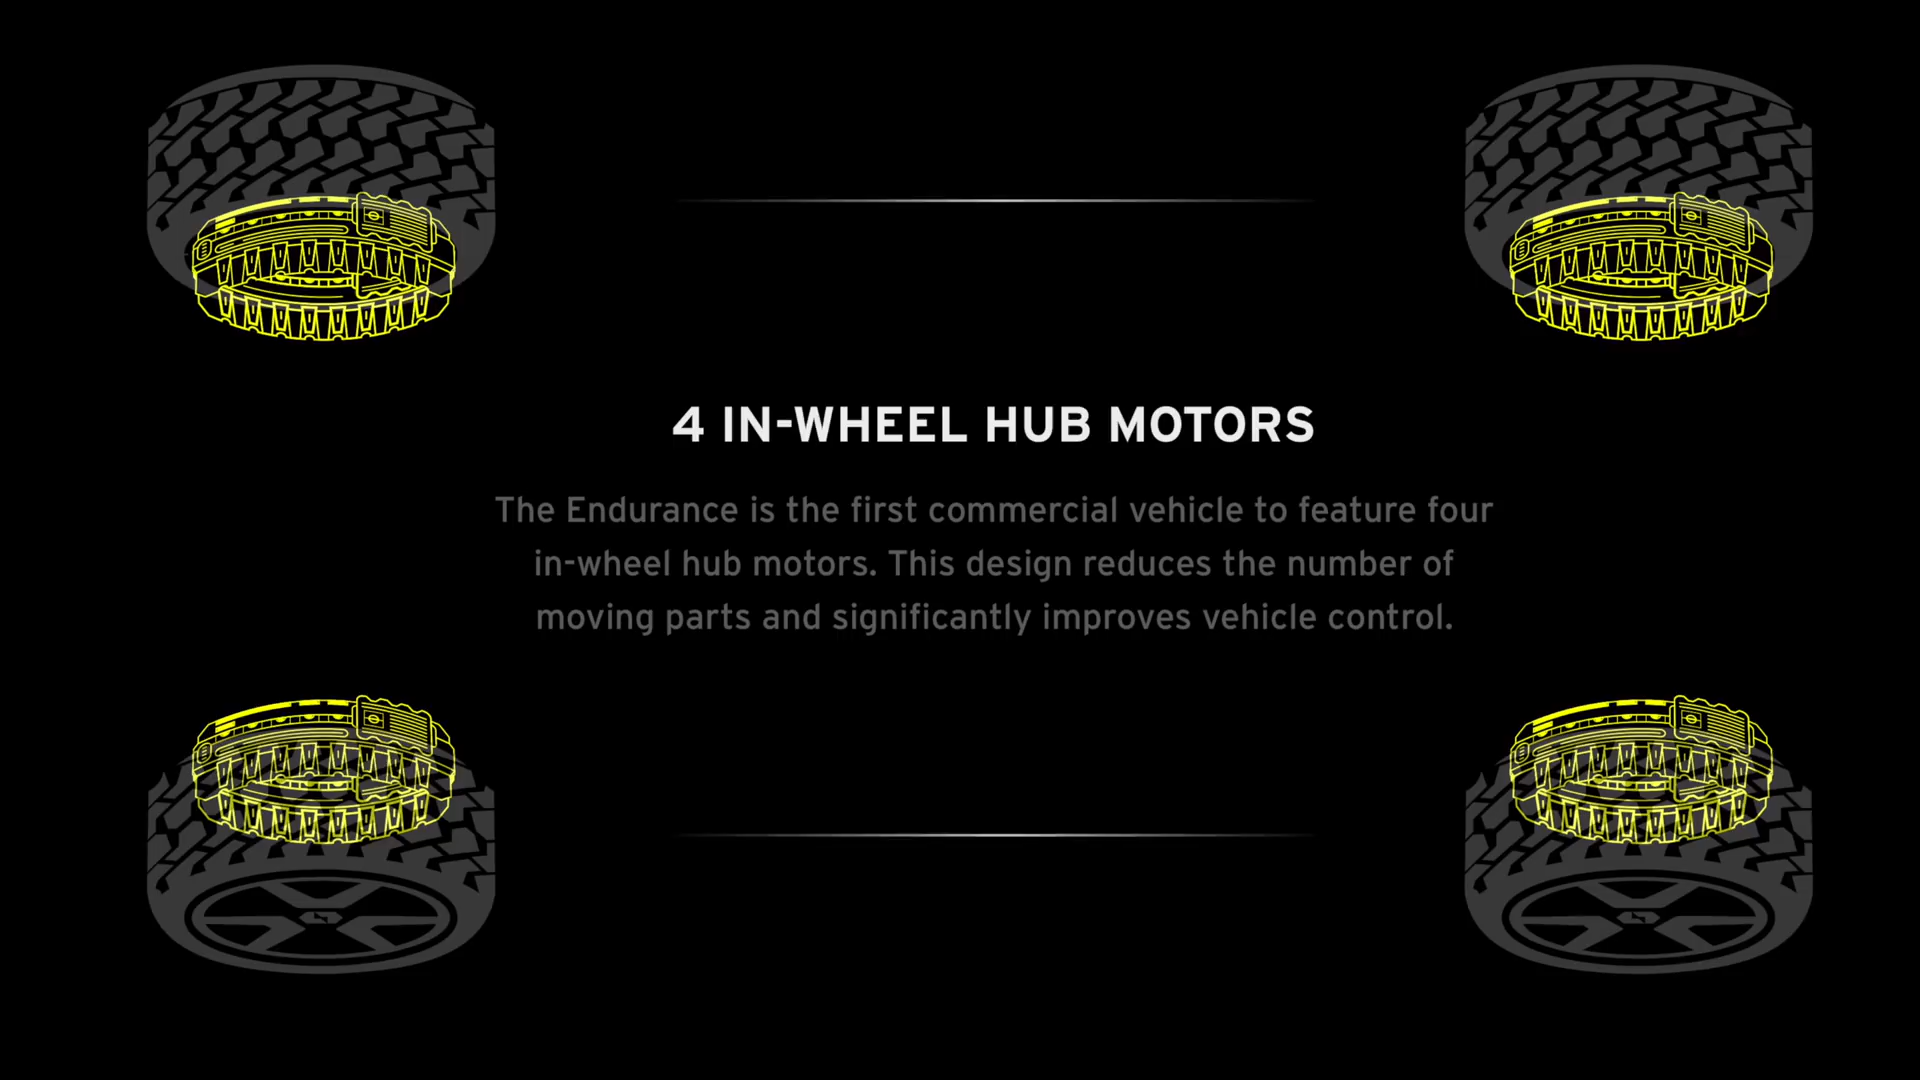 4 IN-WHEEL HUB MOTORS
The Endurance is the first commercial vehicle to feature four
in-wheel hub motors. This design reduces the number of
moving parts and significantly improves vehicle control.